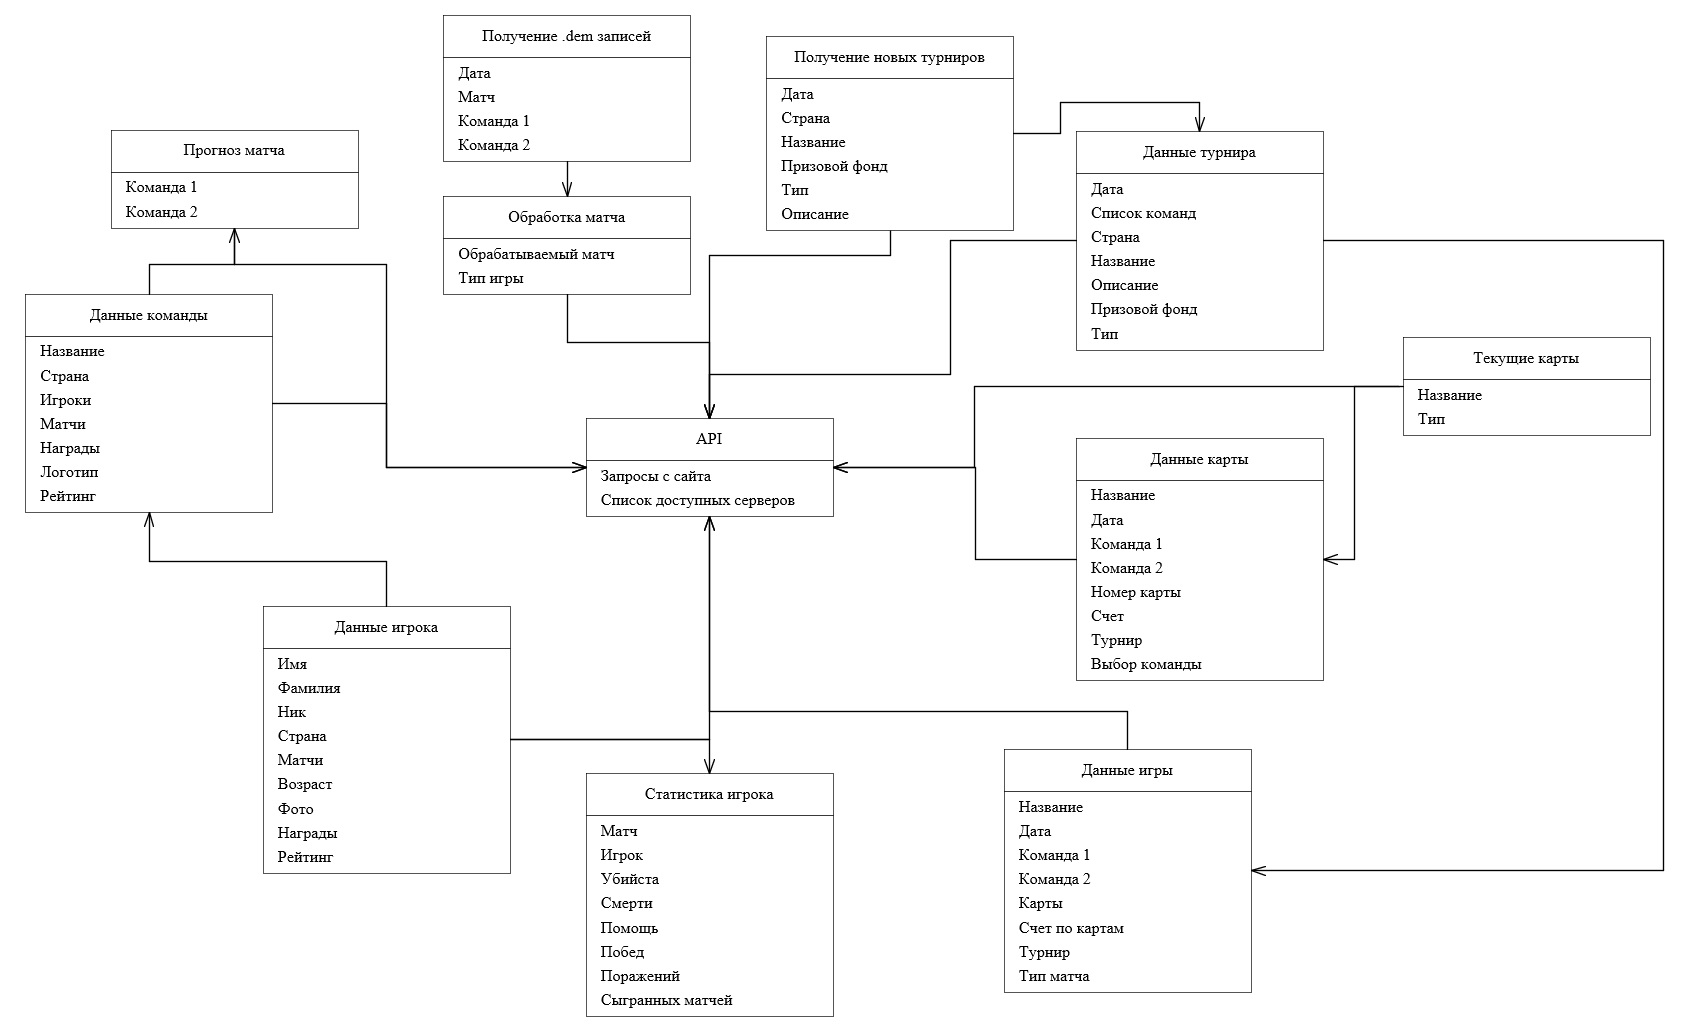 Получение .dem записей
Дата
Матч
Команда 1
Команда 2
Получение новых турниров
Дата
Страна
Название
Призовой фонд
Тип
Описание
Прогноз матча
Команда 1
Команда 2
Данные турнира
Дата
Список команд
Страна
Название
Описание
Призовой фонд
Тип
Обработка матча
Обрабатываемый матч
Тип игры
Данные команды
Название
Страна
Игроки
Матчи
Награды
Логотип
Рейтинг
Текущие карты
Название
Тип
API
Запросы с сайта
Список доступных серверов
Данные карты
Название
Дата
Команда 1
Команда 2
Номер карты
Счет
Турнир
Выбор команды
Данные игрока
Имя
Фамилия
Ник
Страна
Матчи
Возраст
Фото
Награды
Рейтинг
Статистика игрока
Матч
Игрок
Убийста
Смерти
Помощь
Побед
Поражений
Сыгранных матчей
Данные игры
Название
Дата
Команда 1
Команда 2
Карты
Счет по картам
Турнир
Тип матча